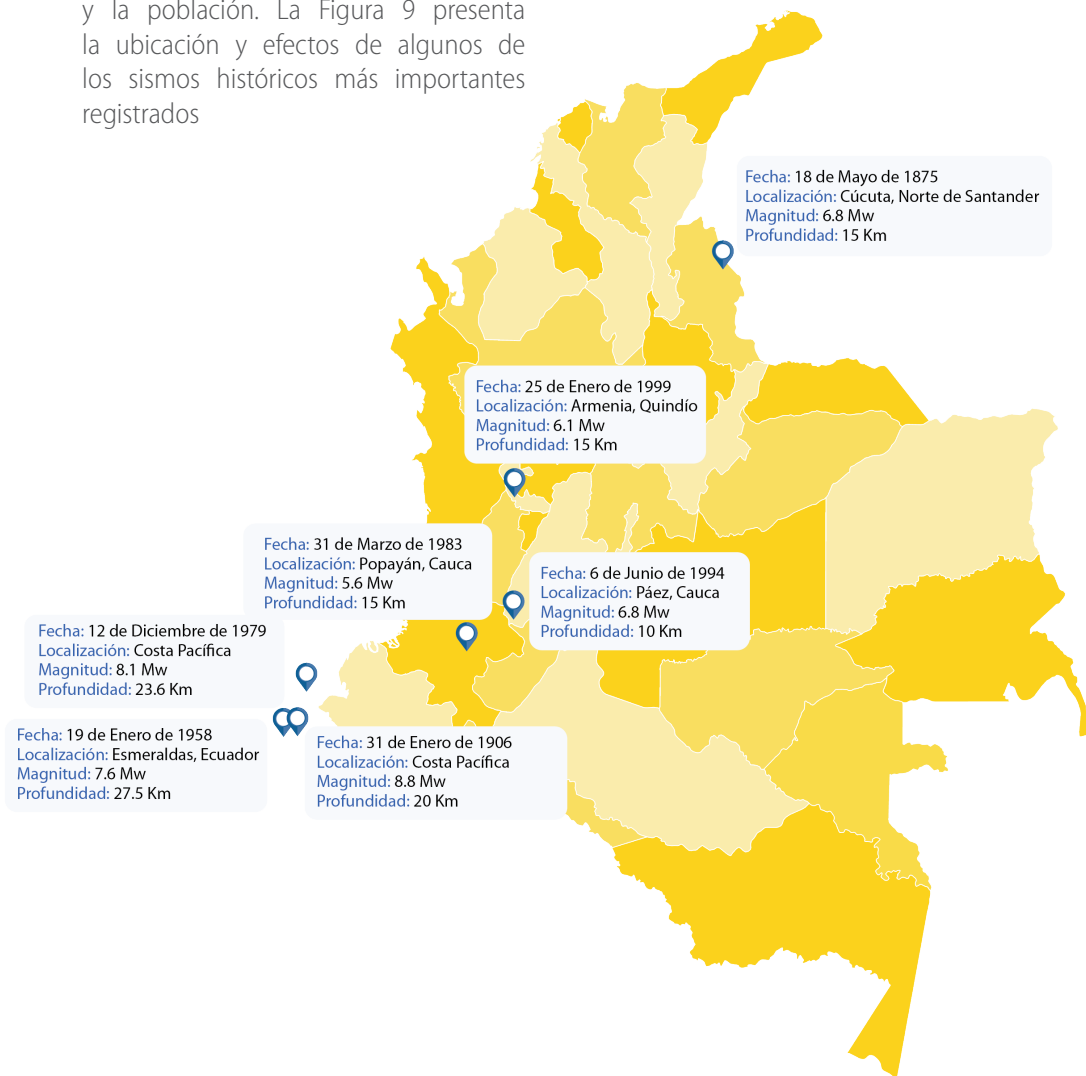 y la población. La Figura 9 presenta
la ubicación y efectos de algunos de
los sismos históricos más importantes
registrados
Fecha: 18 de Mayo de 1875
Localización: Cúcuta, Norte de Santander
Magnitud: 6.8 Mw
Profundidad: 15 Km
Fecha: 25 de Enero de 1999
Localización: Armenia, Quindío
Magnitud: 6.1 Mw
Profundidad: 15 Km
Fecha: 31 de Marzo de 1983
Localización: Popayán, Cauca
Magnitud: 5.6 Mw
Profundidad: 15 Km
Fecha: 6 de Junio de 1994
Localización: Páez, Cauca
Magnitud: 6.8 Mw
Profundidad: 10 Km
Fecha: 12 de Diciembre de 1979
Localización: Costa Pacífica
Magnitud: 8.1 Mw
Profundidad: 23.6 Km
Fecha: 19 de Enero de 1958
Localización: Esmeraldas, Ecuador
Magnitud: 7.6 Mw
Profundidad: 27.5 Km
Fecha: 31 de Enero de 1906
Localización: Costa Pacífica
Magnitud: 8.8 Mw
Profundidad: 20 Km